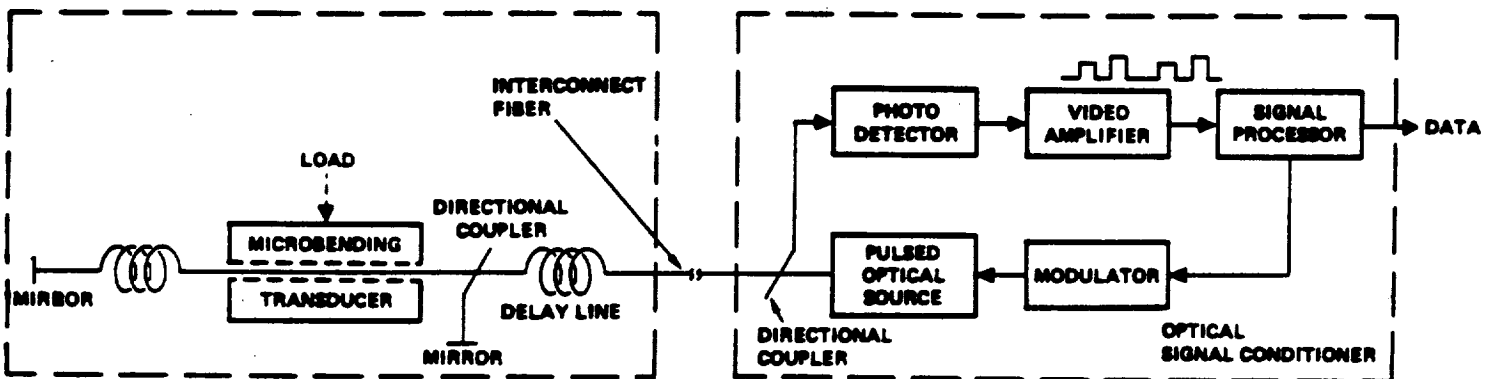 LOAD
MICROBENDING
TRANSDUCER
MIRROR
DIRECTIONAL
COUPLER
MIRROR
DELAY LINE
INTERCONNECT
FIBER
PHOTO
DETECTOR
VIDEO
AMPLIFIER
SIGNAL
PROCESSOR
DATA
PULSED
OPTICAL
SOURCE
MODULATOR
DIRECTIONAL
COUPLER
OPTICAL
SIGNAL CONDITIONER